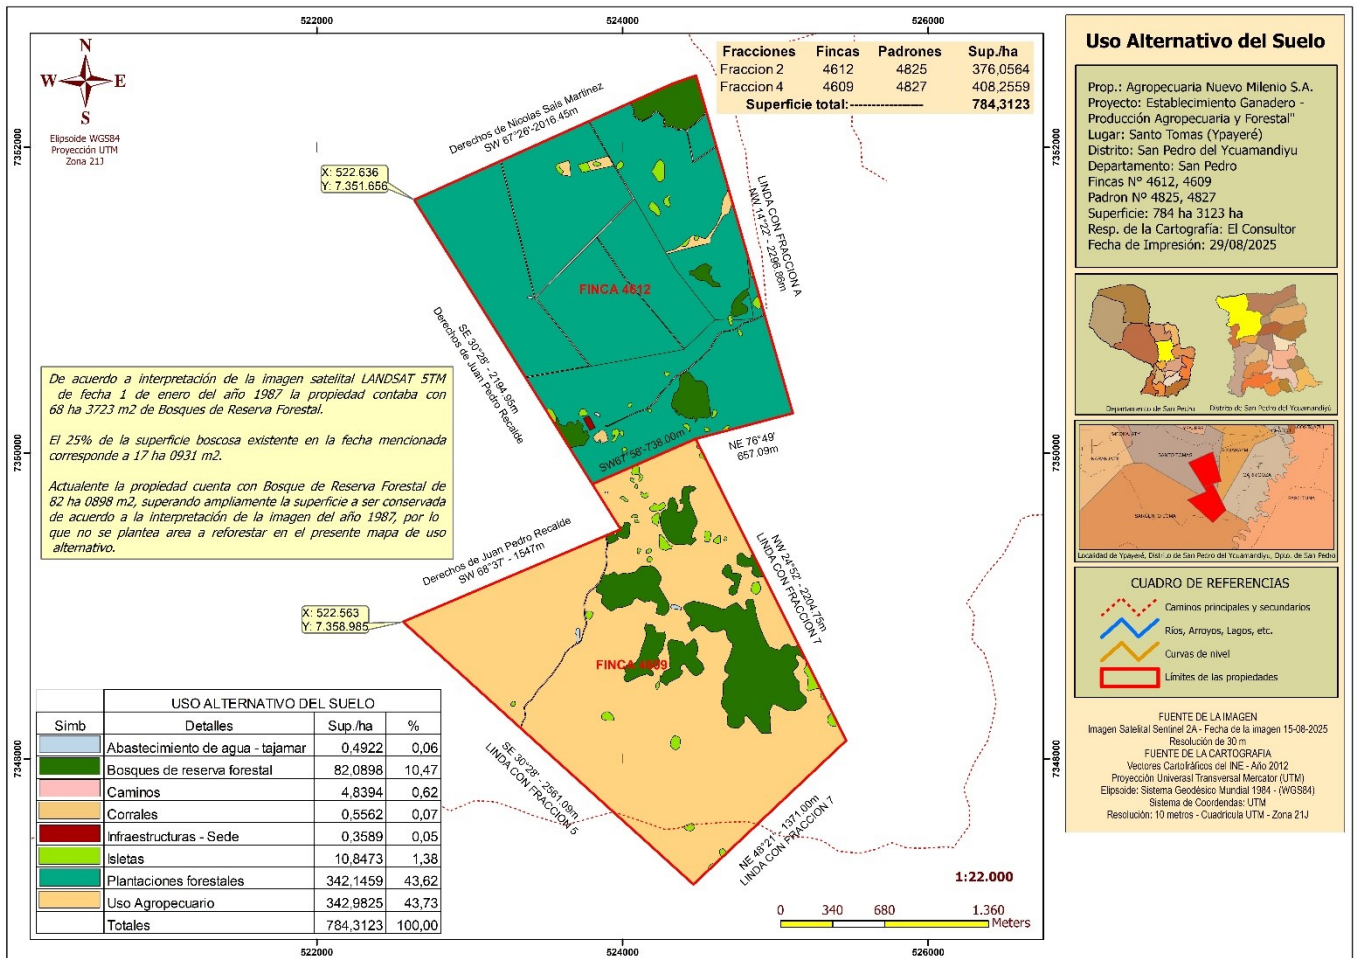 522000 524000 526000
N
W E
S
Elipsoide WGS84
Proyección UTM
Zona 21J
Fracciones Fincas Padrones Sup./ha
Fraccion 2 4612 4825 376,0564
Fraccion 4 4609 4827 408,2559
Superficie total:---------------- 784,3123
7352000
7350000
7348000
7352000
7350000
7348000
Derechos de Nicolas Sals Martinez
SW 67°26'-2016.45m
X: 522.636
Y: 7.351.656
LINDA CON FRACCION A
NW 14°22' - 2296.86m
FINCA 4612
SE 30°28' - 2194.95m
Derechos de Juan Pedro Recalde
SW67°58'-738.00m
NE 76°49'
657.09m
De acuerdo a interpretación de la imagen satelital LANDSAT 5TM
de fecha 1 de enero del año 1987 la propiedad contaba con
68 ha 3723 m2 de Bosques de Reserva Forestal.
El 25% de la superficie boscosa existente en la fecha mencionada
corresponde a 17 ha 0931 m2.
Actualente la propiedad cuenta con Bosque de Reserva Forestal de
82 ha 0898 m2, superando ampliamente la superficie a ser conservada
de acuerdo a la interpretación de la imagen del año 1987, por lo
que no se plantea area a reforestar en el presente mapa de uso
alternativo.
Derechos de Juan Pedro Recalde
SW 68°37' - 1547m
X: 522.563
Y: 7.358.985
NW 24°52' - 2204.75m
LINDA CON FRACCION 7
FINCA 4609
SE 30°28' - 2561.09m
LINDA CON FRACCION 5
NE 48°21' - 1371.00m
LINDA CON FRACCION 7
USO ALTERNATIVO DEL SUELO
Simb Detalles Sup./ha %
Abastecimiento de agua - tajamar 0,4922 0,06
Bosques de reserva forestal 82,0898 10,47
Caminos 4,8394 0,62
Corrales 0,5562 0,07
Infraestructuras - Sede 0,3589 0,05
Isletas 10,8473 1,38
Plantaciones forestales 342,1459 43,62
Uso Agropecuario 342,9825 43,73
Totales 784,3123 100,00
1:22.000
0 340 680 1.360
Meters
522000 524000 526000
Uso Alternativo del Suelo
Prop.: Agropecuaria Nuevo Milenio S.A.
Proyecto: Establecimiento Ganadero -
Producción Agropecuaria y Forestal"
Lugar: Santo Tomas (Ypayeré)
Distrito: San Pedro del Ycuamandiyu
Departamento: San Pedro
Fincas Nº 4612, 4609
Padron Nº 4825, 4827
Superficie: 784 ha 3123 ha
Resp. de la Cartografía: El Consultor
Fecha de Impresión: 29/08/2025
Departamento de San Pedro
Distrito de San Pedro del Ycuamandiyú
SANTO TOMAS
Localidad de Ypayeré, Distrito de San Pedro del Ycuamandiyu, Dpto. de San Pedro
CUADRO DE REFERENCIAS
Caminos principales y secundarios
Ríos, Arroyos, Lagos, etc.
Curvas de nivel
Límites de las propiedades
FUENTE DE LA IMAGEN
Imagen Satelital Sentinel 2A - Fecha de la imagen 15-08-2025
Resolución de 30 m
FUENTE DE LA CARTOGRAFIA
Vectores Cartofráficos del INE - Año 2012
Proyección Univerasl Transversal Mercator (UTM)
Elipsoide: Sistema Geodésico Mundial 1984 - (WGS84)
Sistema de Coordendas: UTM
Resolución: 10 metros - Cuadrícula UTM - Zona 21J